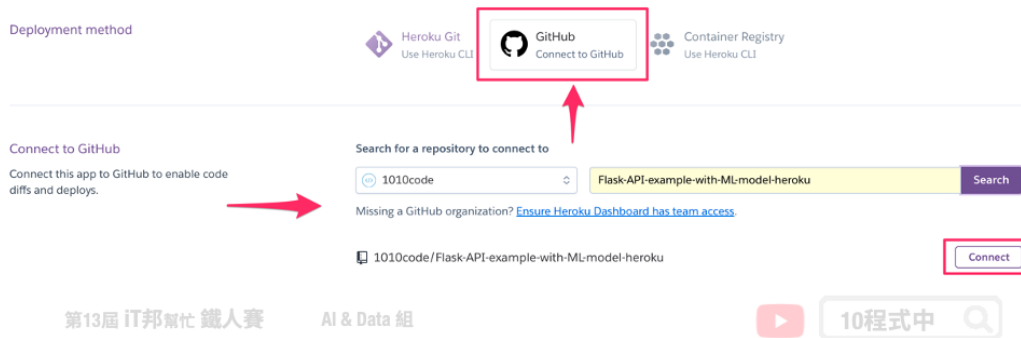 Deployment method
Heroku Git
Use Heroku CLI
GitHub
Connect to GitHub
Container Registry
Use Heroku CLI
Connect to GitHub
Connect this app to GitHub to enable code
diffs and deploys.
Search for a repository to connect to
1010code
Flask-API-example-with-ML-model-heroku
Search
Missing a GitHub organization? Ensure Heroku Dashboard has team access.
1010code/Flask-API-example-with-ML-model-heroku
Connect
第13屆 iT邦幫忙 鐵人賽
AI & Data 組
10程式中